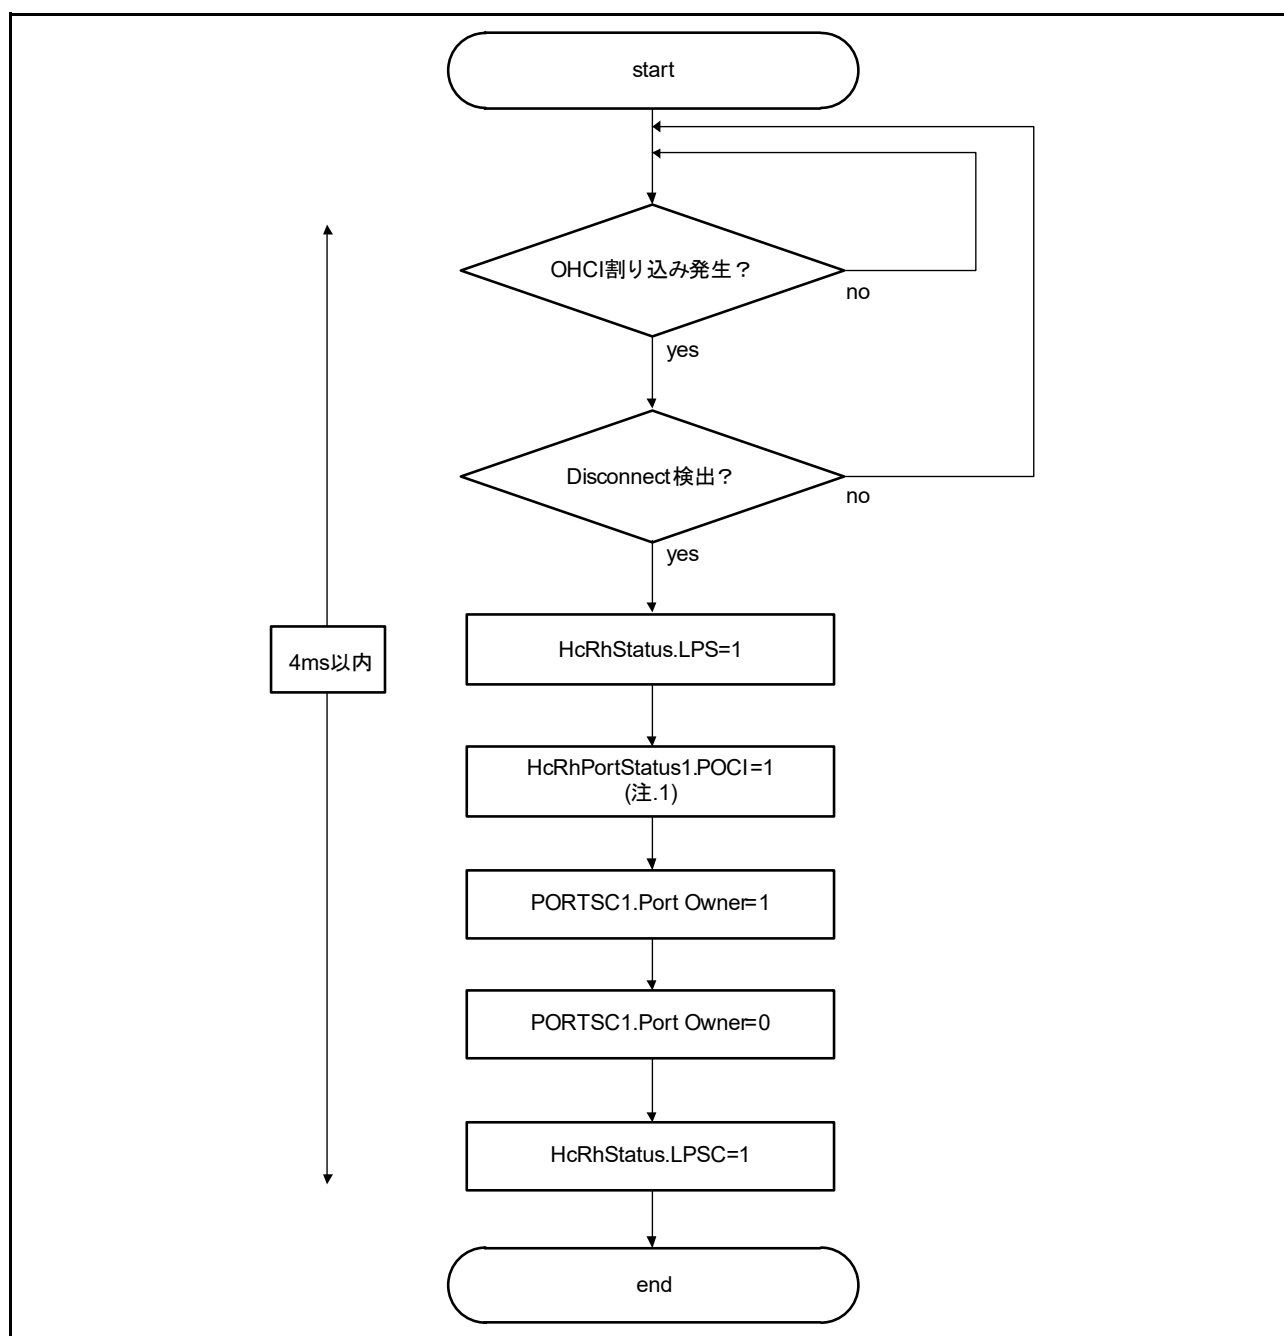 start
OHCI割り込み発生？
no
yes
Disconnect検出？
no
yes
4ms以内
HcRhStatus.LPS=1
HcRhPortStatus1.POCI=1
(注.1)
PORTSC1.Port Owner=1
PORTSC1.Port Owner=0
HcRhStatus.LPSC=1
end